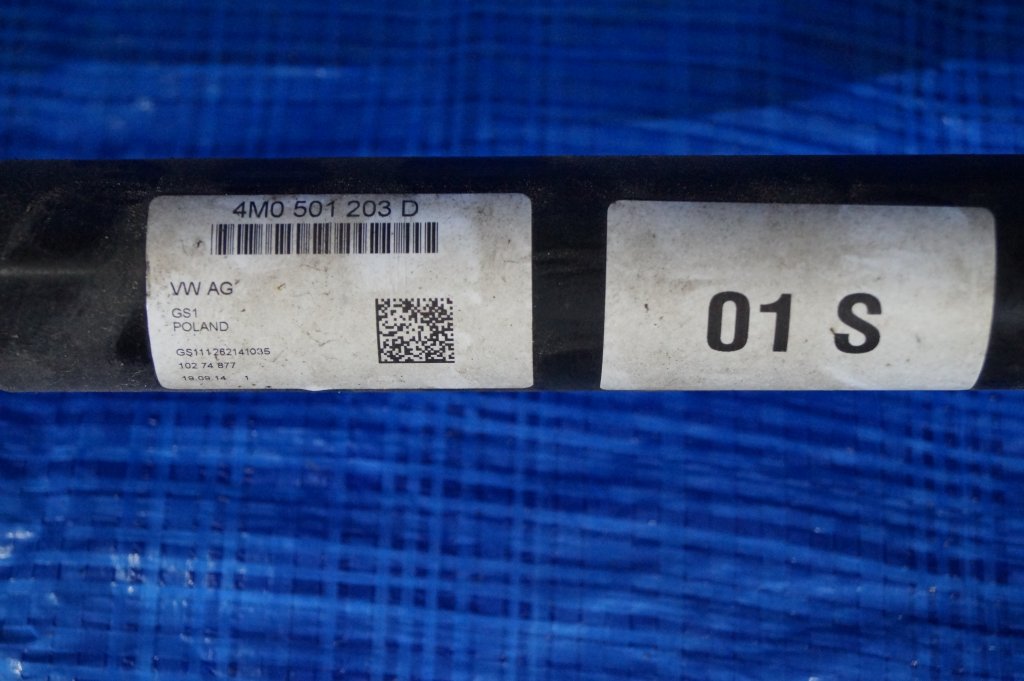 4M0 501 203 D
VW AG
GS1
POLAND
GS111262141035
102 74 877
19.09.14 1
01 S